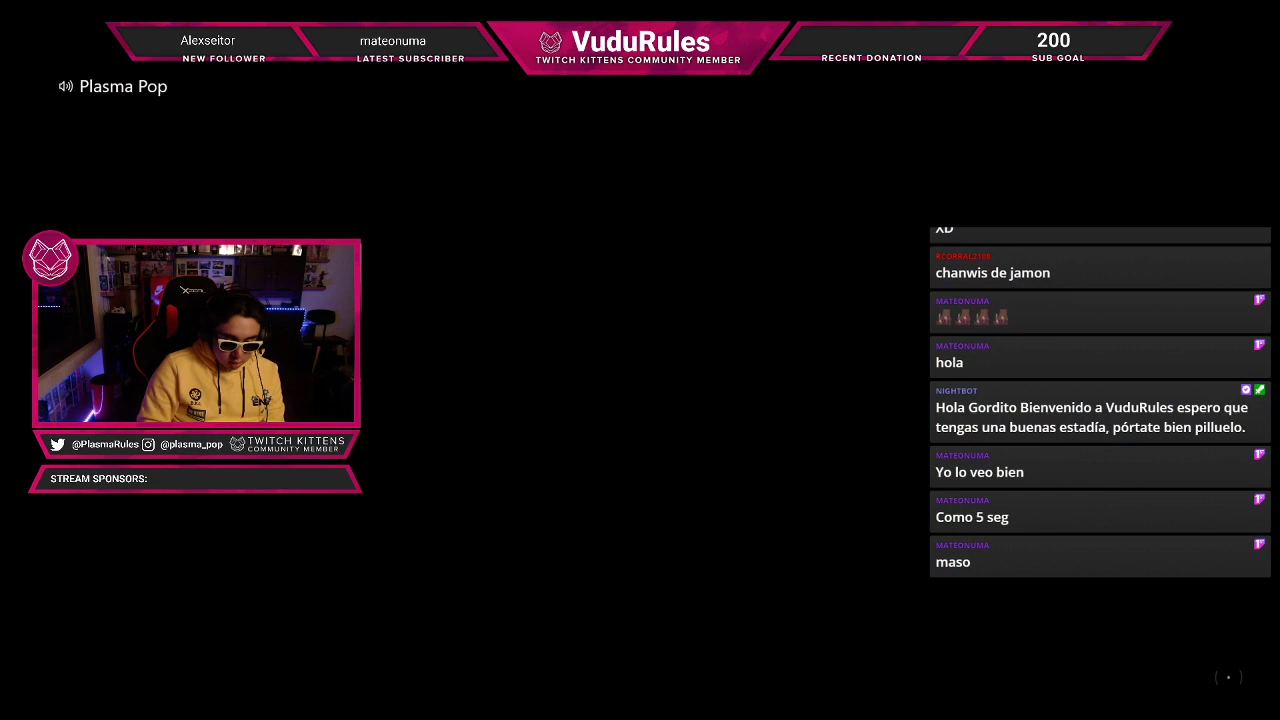 Alexseitor
NEW FOLLOWER
mateonuma
LATEST SUBSCRIBER
VuduRules
TWITCH KITTENS COMMUNITY MEMBER
RECENT DONATION
200
SUB GOAL
Plasma Pop
@PlasmaRules @plasma_pop TWITCH KITTENS
COMMUNITY MEMBER
STREAM SPONSORS:
XD
RCORRAL2108
chanwis de jamon
MATEONUMA
MATEONUMA
hola
NIGHTBOT
Hola Gordito Bienvenido a VuduRules espero que
tengas una buenas estadía, pórtate bien pilluelo.
MATEONUMA
Yo lo veo bien
MATEONUMA
Como 5 seg
MATEONUMA
maso